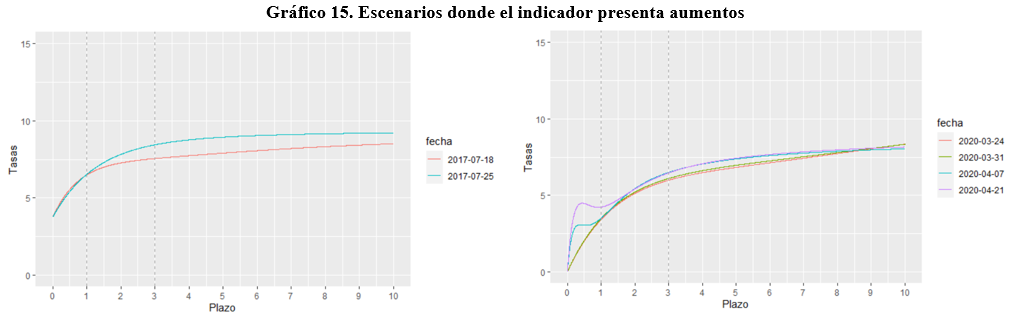 Gráfico 15. Escenarios donde el indicador presenta aumentos
15
10
5
0
Tasas
0 1 2 3 4 5 6 7 8 9 10
Plazo
fecha
2017-07-18
2017-07-25
15
10
5
0
Tasas
0 1 2 3 4 5 6 7 8 9 10
Plazo
fecha
2020-03-24
2020-03-31
2020-04-07
2020-04-21